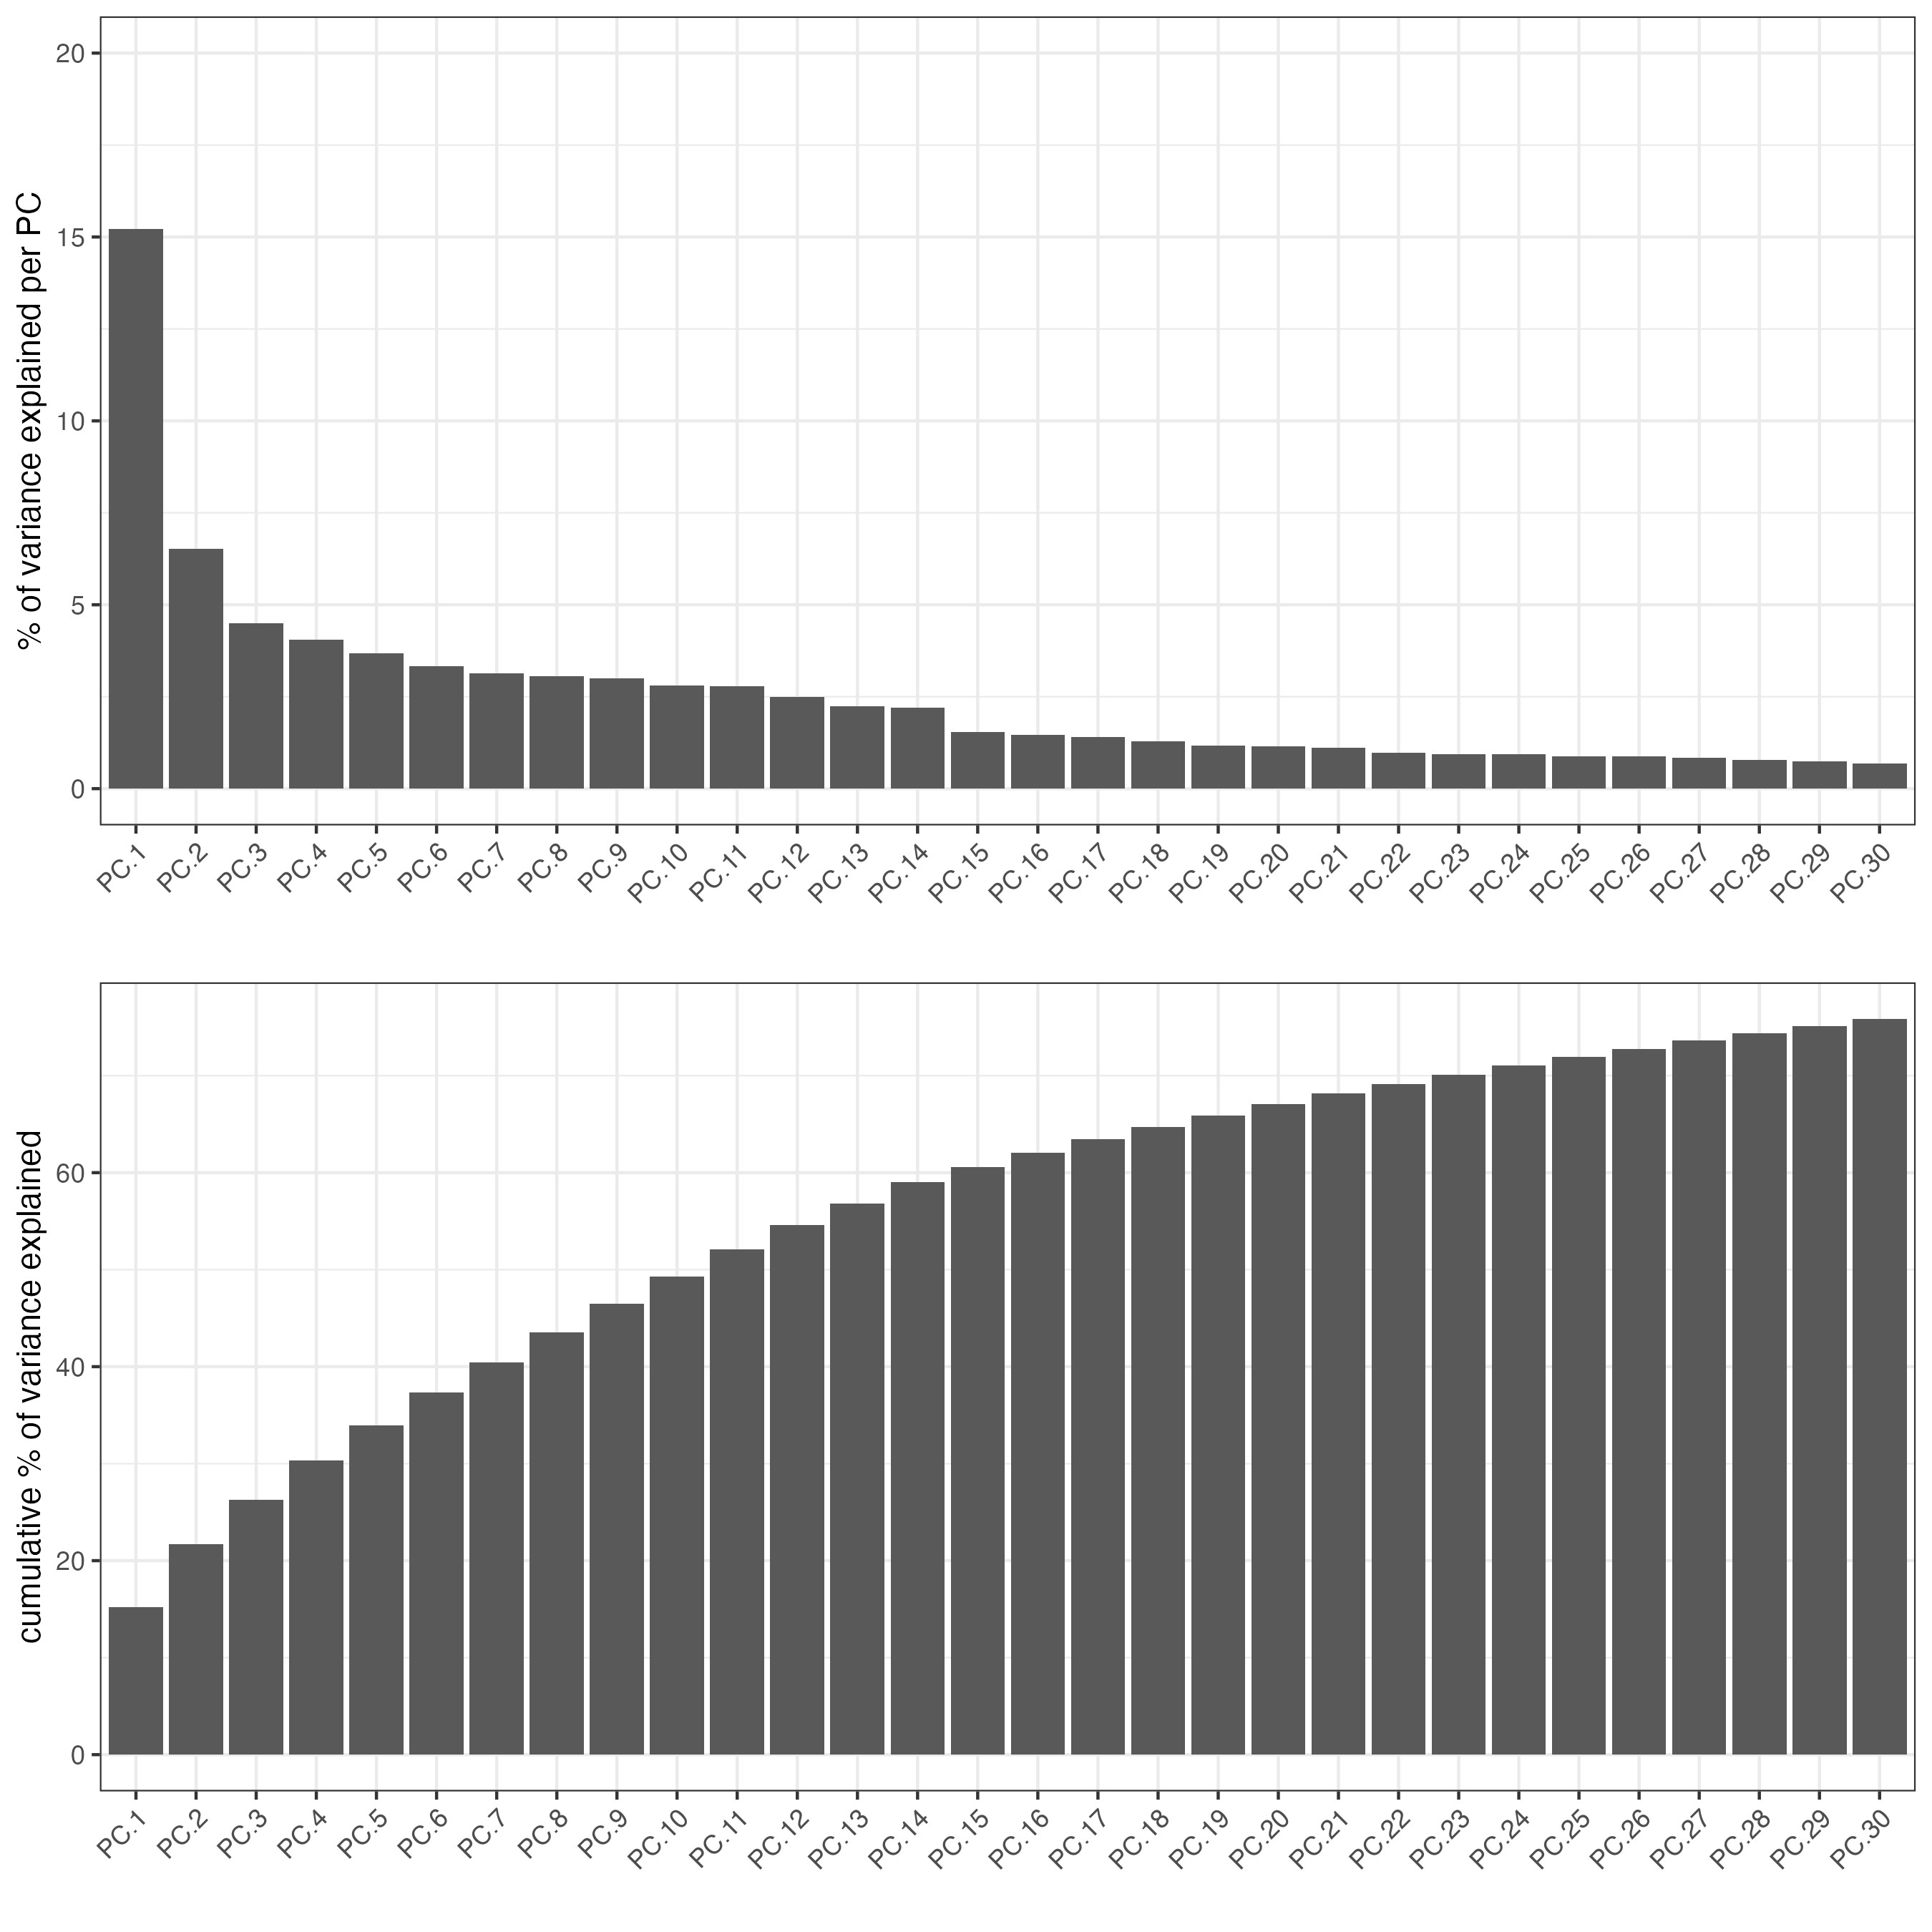 % of variance explained per PC
20
15
10
5
0
PC.1 PC.2 PC.3 PC.4 PC.5 PC.6 PC.7 PC.8 PC.9 PC.10 PC.11 PC.12 PC.13 PC.14 PC.15 PC.16 PC.17 PC.18 PC.19 PC.20 PC.21 PC.22 PC.23 PC.24 PC.25 PC.26 PC.27 PC.28 PC.29 PC.30
cumulative % of variance explained
60
40
20
0
PC.1 PC.2 PC.3 PC.4 PC.5 PC.6 PC.7 PC.8 PC.9 PC.10 PC.11 PC.12 PC.13 PC.14 PC.15 PC.16 PC.17 PC.18 PC.19 PC.20 PC.21 PC.22 PC.23 PC.24 PC.25 PC.26 PC.27 PC.28 PC.29 PC.30